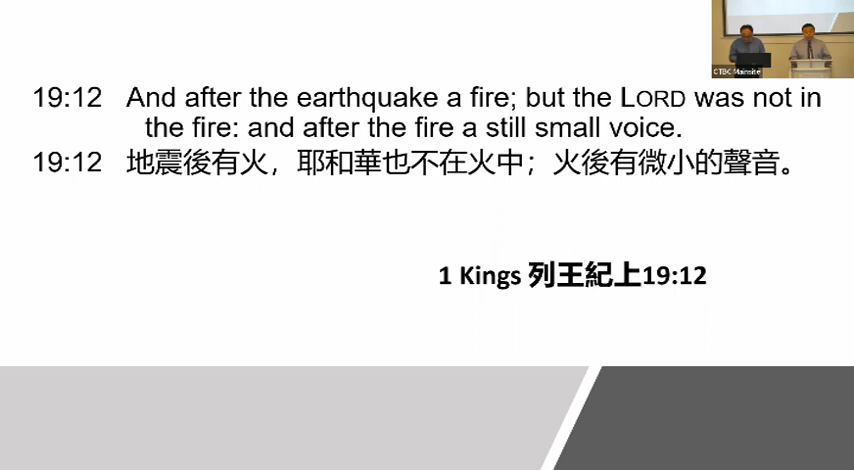 CTBC Mainsite
19:12 And after the earthquake a fire; but the LORD was not in
the fire: and after the fire a still small voice.
19:12 地震後有火，耶和華也不在火中；火後有微小的聲音。
1 Kings 列王紀上19:12